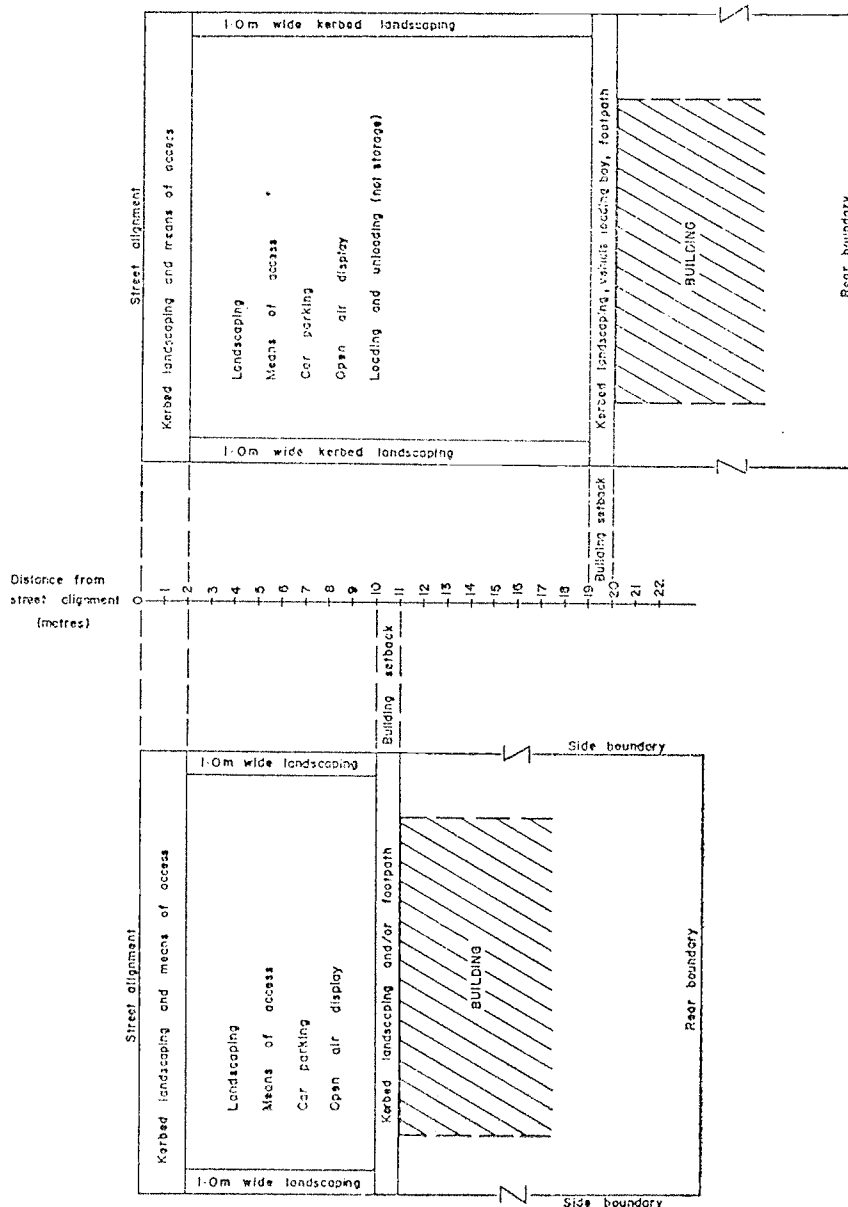 Street alignment
Kerbed landscaping and means of access
1·0m wide kerbed landscaping
Landscaping
Means of access
Car parking
Open air display
Loading and unloading (not storage)
1·0m wide kerbed landscaping
Kerbed landscaping, vehicle loading bay, footpath
BUILDING
Rear boundary
Distance from
street alignment
(metres)
0
1
2
3
4
5
6
7
8
9
10
11
12
13
14
15
16
17
18
19
20
21
22
Building setback
Building setback
Street alignment
Kerbed landscaping and means of access
1·0m wide landscaping
Landscaping
Means of access
Car parking
Open air display
1·0m wide landscaping
Kerbed landscaping and/or footpath
BUILDING
Side boundary
Side boundary
Rear boundary